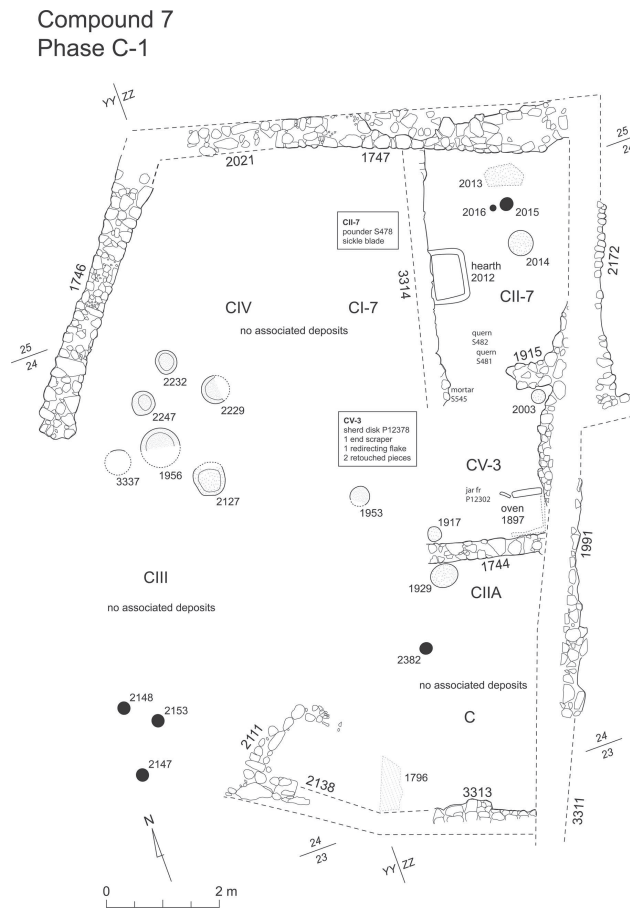 Compound 7
Phase C-1
YY ZZ
25
24
2021
1747
2013
2016
2015
2014
CII-7
pounder S478
sickle blade
1746
3314
hearth
2012
2172
CII-7
CIV
CI-7
no associated deposits
quern
S482
quern
S481
1915
25
24
2232
2247
2229
mortar
S545
2003
CV-3
sherd disk P12378
1 end scraper
1 redirecting flake
2 retouched pieces
3337
1956
2127
CV-3
jar fr
P12302
oven
1897
1953
1917
1744
1991
1929
CIIA
CIII
no associated deposits
2382
no associated deposits
2148
2153
2147
C
2111
2138
1796
3313
3311
24
23
N
24
23
YY ZZ
0
2 m